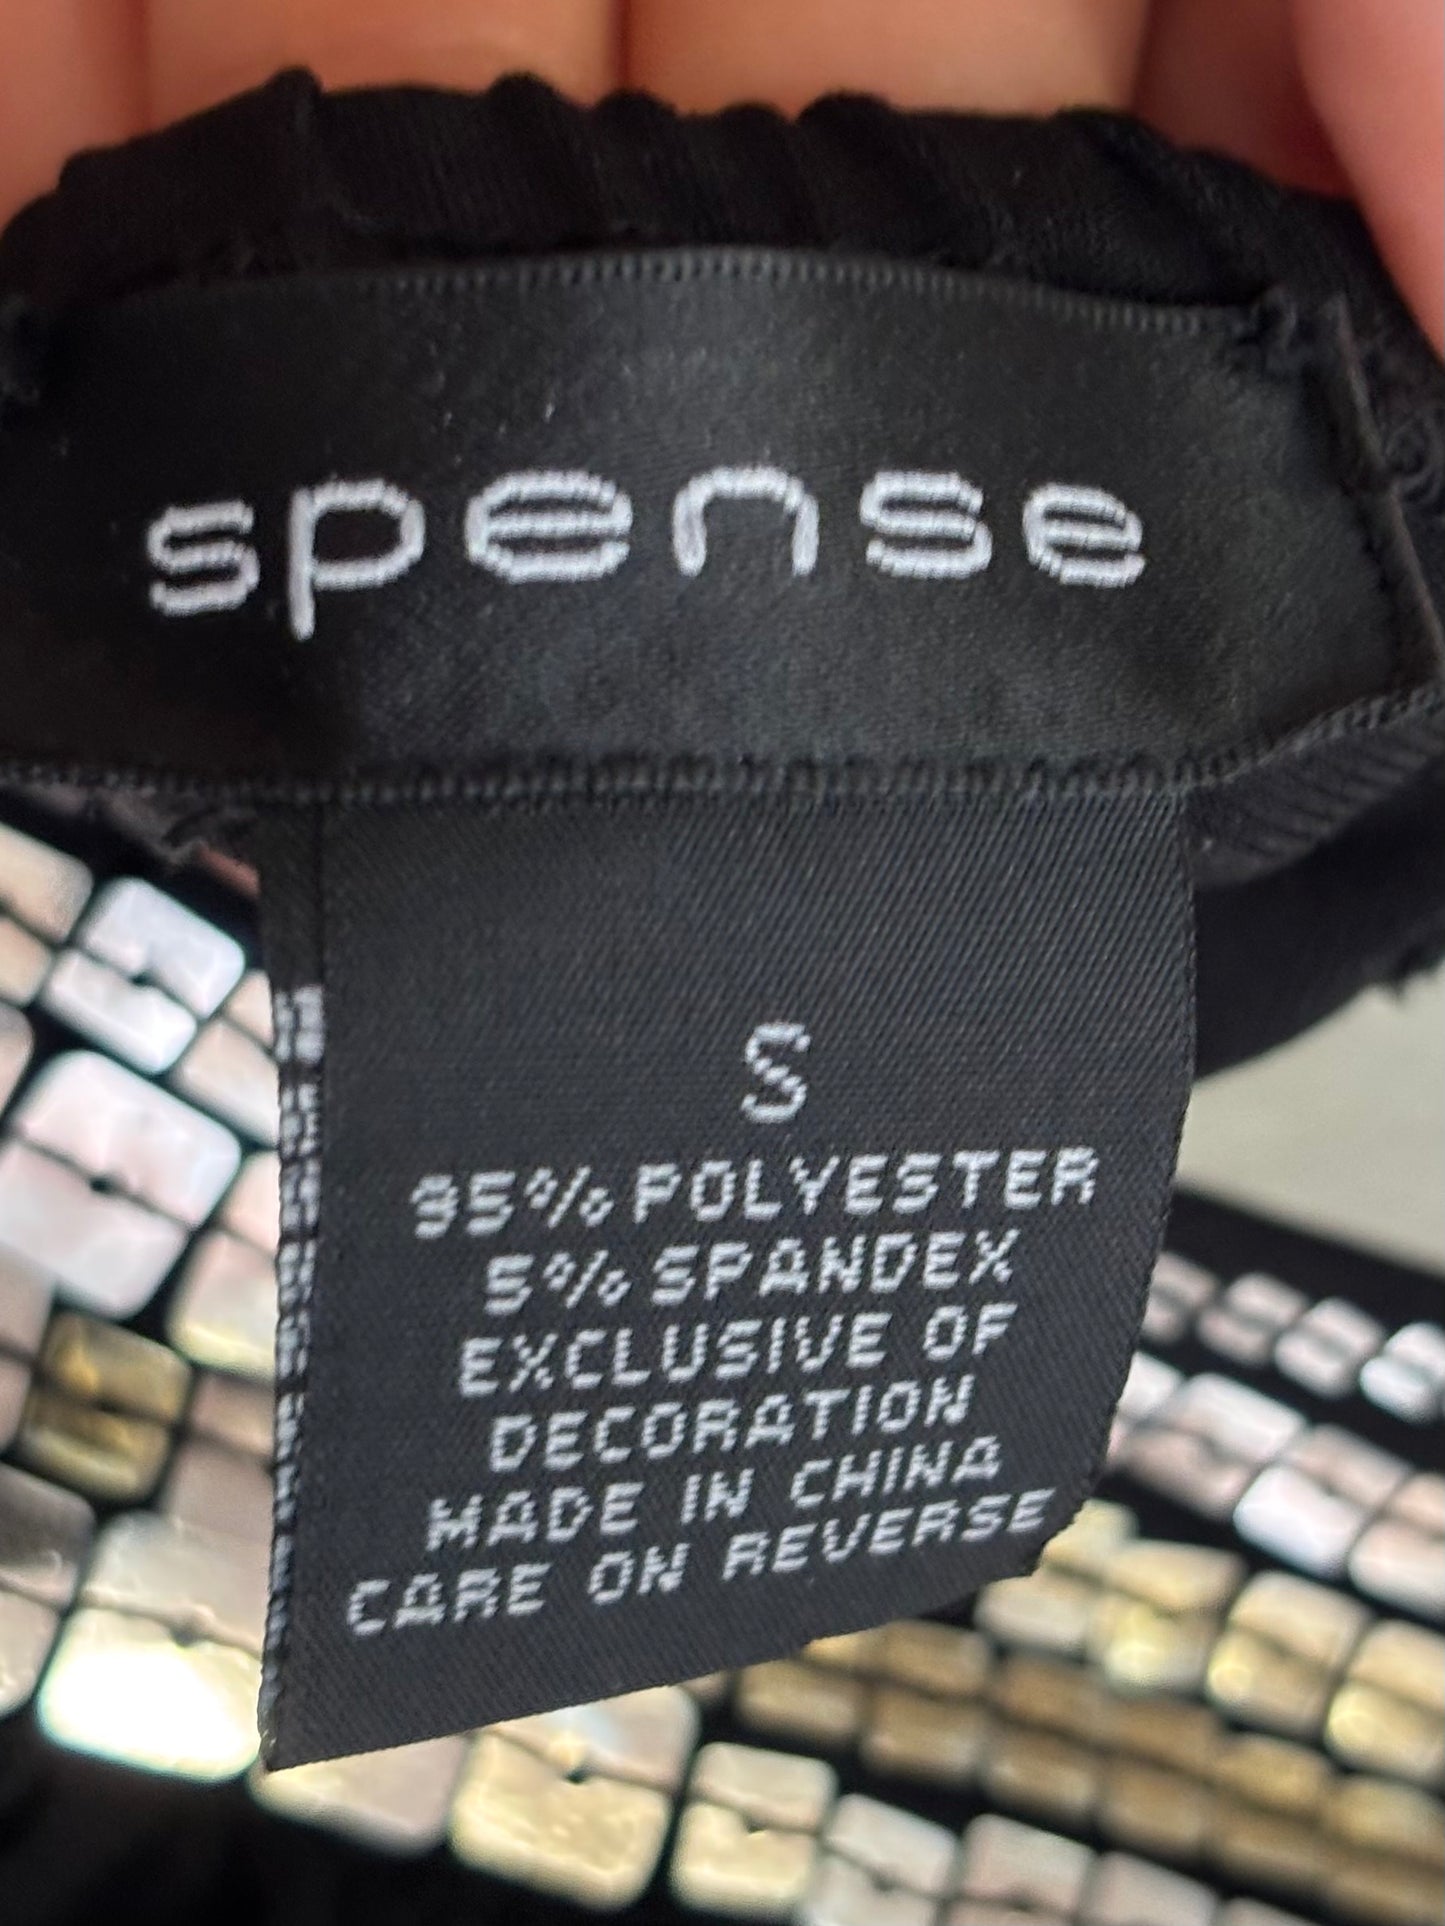 spense
S
95% POLYESTER
5% SPANDEX
EXCLUSIVE OF
DECORATION
MADE IN CHINA
CARE ON REVERSE